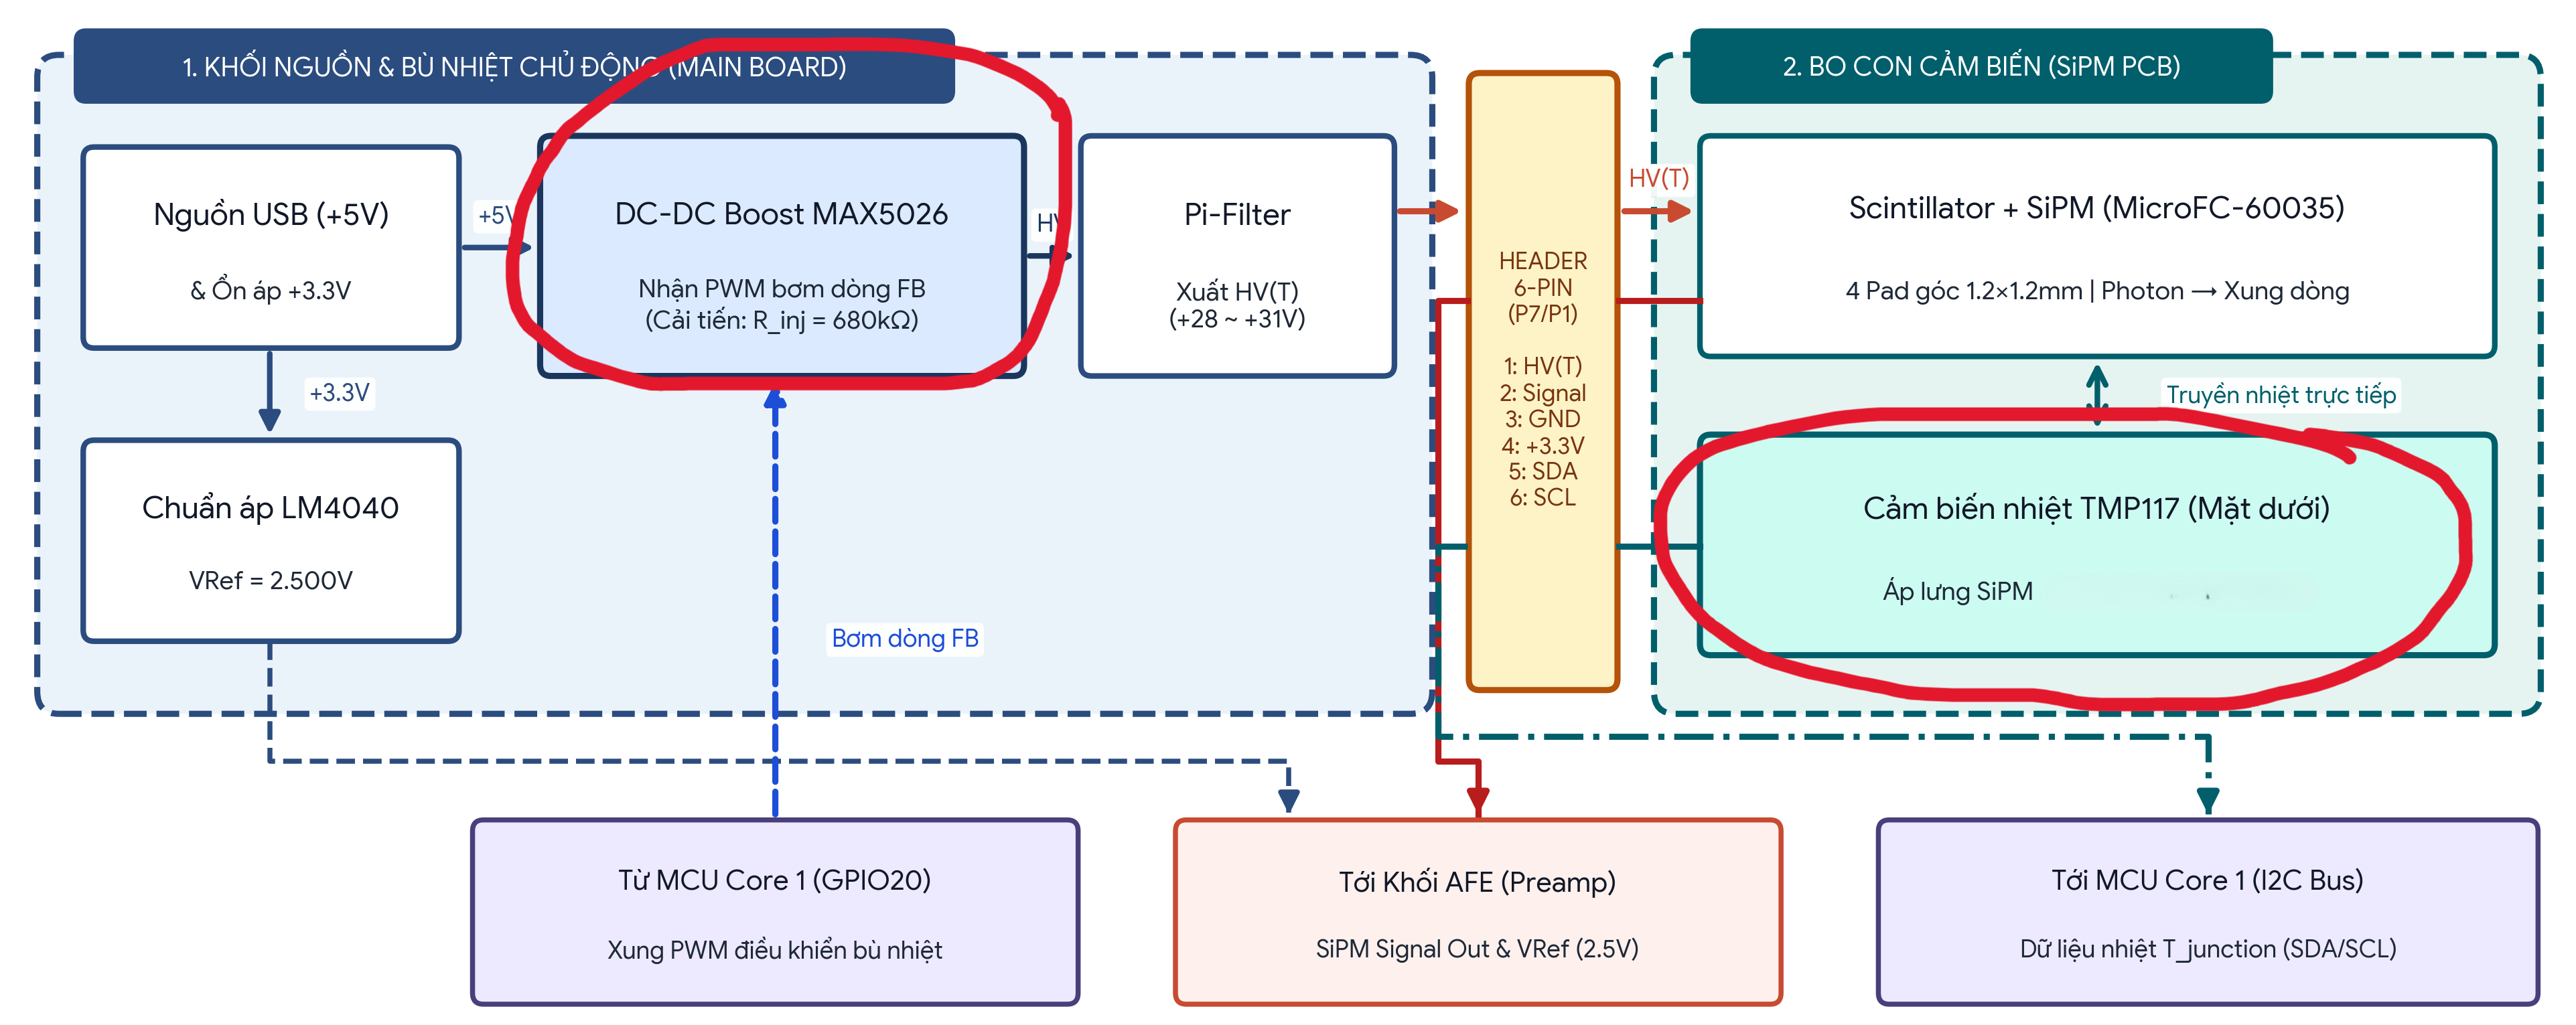 1. KHỐI NGUỒN & BÙ NHIỆT CHỦ ĐỘNG (MAIN BOARD)
Nguồn USB (+5V)
& Ổn áp +3.3V
+5V
DC-DC Boost MAX5026
Nhận PWM bơm dòng FB
(Cải tiến: R_inj = 680kΩ)
HV
Pi-Filter
Xuất HV(T)
(+28 ~ +31V)
+3.3V
Chuẩn áp LM4040
VRef = 2.500V
Bơm dòng FB
HEADER
6-PIN
(P7/P1)
1: HV(T)
2: Signal
3: GND
4: +3.3V
5: SDA
6: SCL
HV(T)
2. BO CON CẢM BIẾN (SiPM PCB)
Scintillator + SiPM (MicroFC-60035)
4 Pad góc 1.2×1.2mm | Photon → Xung dòng
Truyền nhiệt trực tiếp
Cảm biến nhiệt TMP117 (Mặt dưới)
Áp lưng SiPM
Từ MCU Core 1 (GPIO20)
Xung PWM điều khiển bù nhiệt
Tới Khối AFE (Preamp)
SiPM Signal Out & VRef (2.5V)
Tới MCU Core 1 (I2C Bus)
Dữ liệu nhiệt T_junction (SDA/SCL)